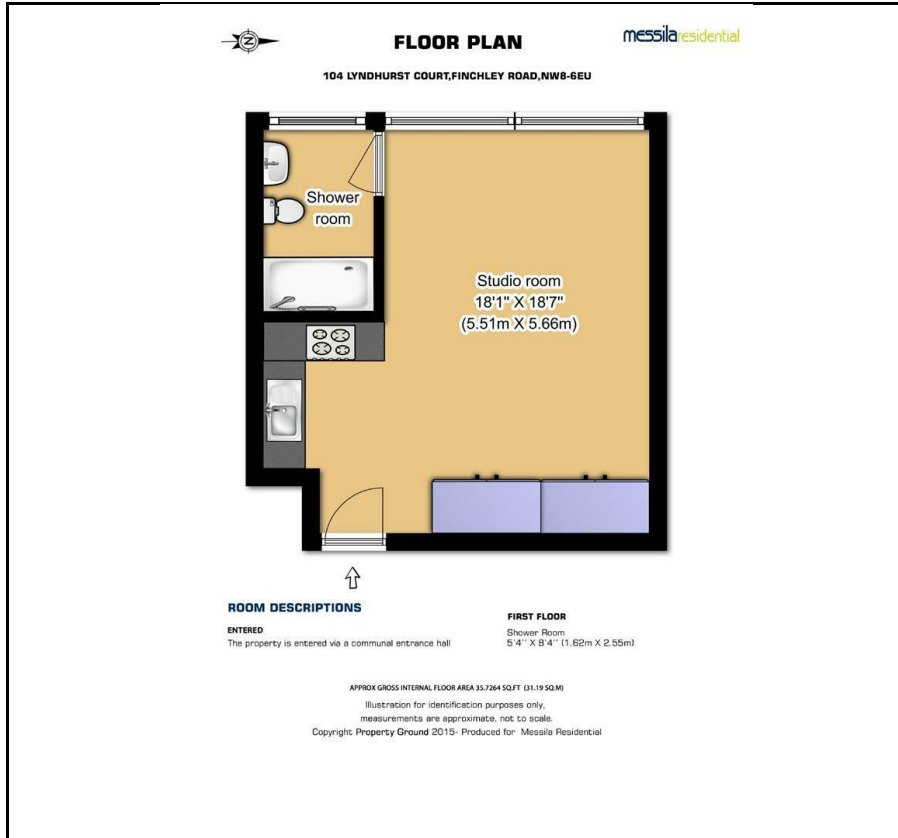 FLOOR PLAN
messilaresidential
104 LYNDHURST COURT,FINCHLEY ROAD,NW8-6EU
Shower
room
Studio room
18'1" X 18'7"
(5.51m X 5.66m)
ROOM DESCRIPTIONS
ENTERED
The property is entered via a communal entrance hall
FIRST FLOOR
Shower Room
5'4'' X 8'4'' (1.62m X 2.55m)
APPROX GROSS INTERNAL FLOOR AREA 35.7264 SQ.FT (31.19 SQ.M)
Illustration for identification purposes only,
measurements are approximate, not to scale.
Copyright Property Ground 2015- Produced for Messila Residential